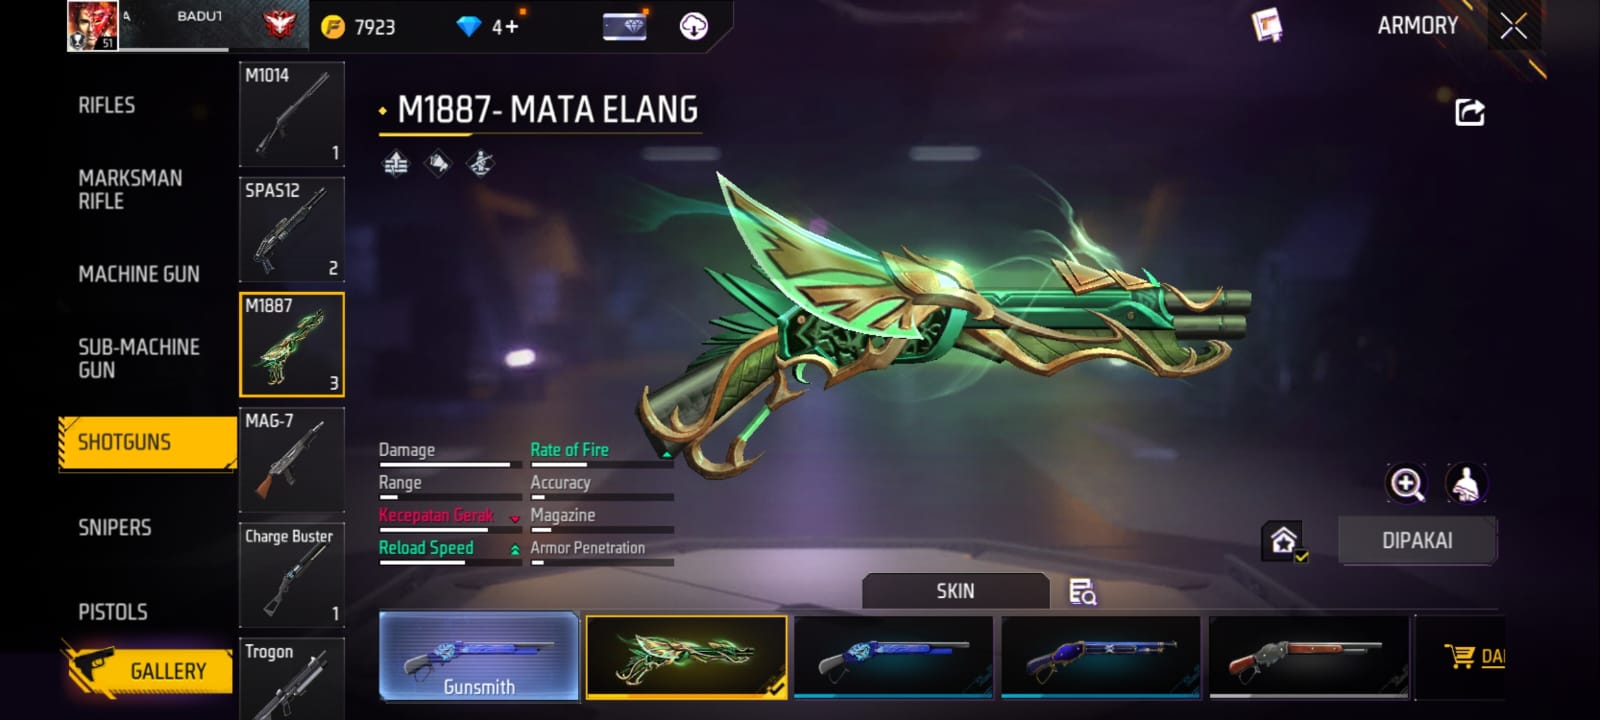 A
BADU1
51
7923
4+
ARMORY
RIFLES
MARKSMAN
RIFLE
MACHINE GUN
SUB-MACHINE
GUN
SHOTGUNS
SNIPERS
PISTOLS
GALLERY
M1014
1
SPAS12
2
M1887
3
MAG-7
Charge Buster
1
Trogon
M1887- MATA ELANG
Damage
Rate of Fire
Range
Accuracy
Kecepatan Gerak
Magazine
Reload Speed
Armor Penetration
DIPAKAI
SKIN
Gunsmith
DA